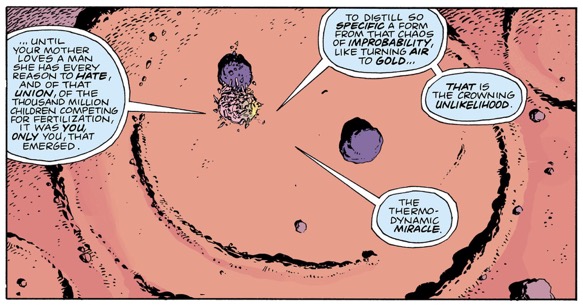 ... UNTIL
YOUR MOTHER
LOVES A MAN
SHE HAS EVERY
REASON TO HATE,
AND OF THAT
UNION, OF THE
THOUSAND MILLION
CHILDREN COMPETING
FOR FERTILIZATION,
IT WAS YOU,
ONLY YOU, THAT
EMERGED.
TO DISTILL SO
SPECIFIC A FORM
FROM THAT CHAOS
OF IMPROBABILITY,
LIKE TURNING AIR
TO GOLD...
THAT IS
THE CROWNING
UNLIKELIHOOD.
THE
THERMO-
DYNAMIC
MIRACLE.